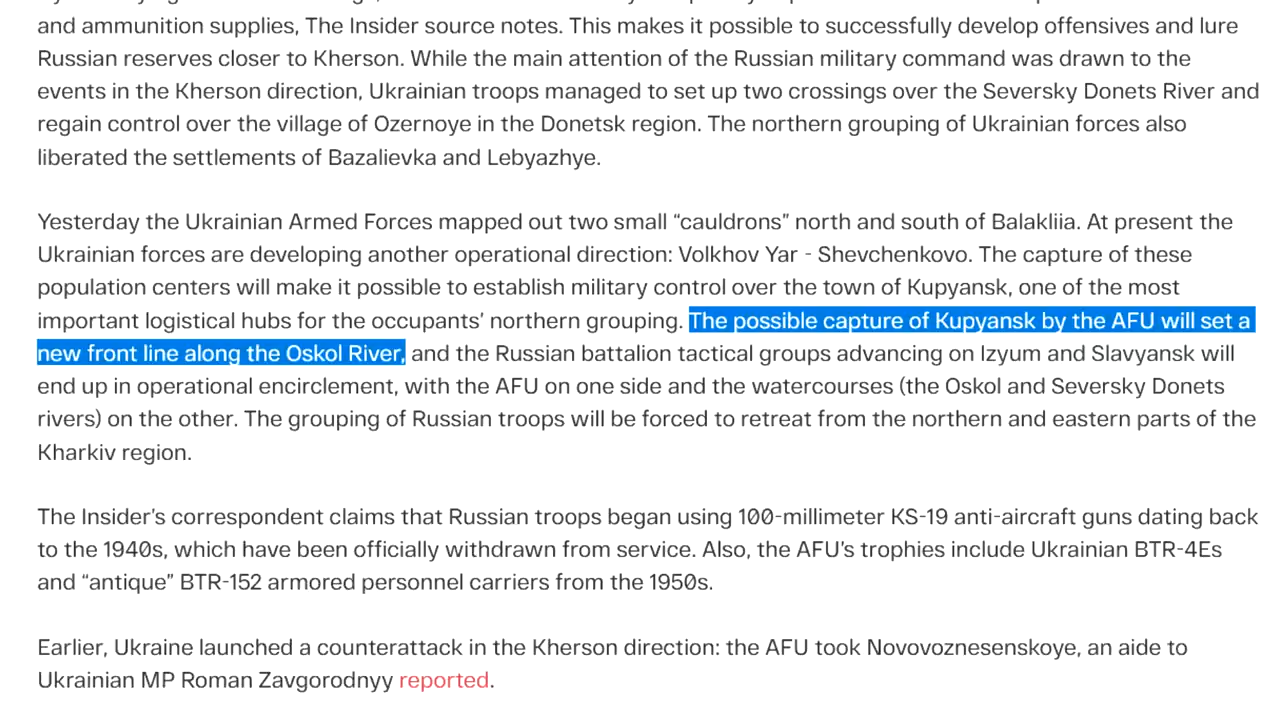 and ammunition supplies, The Insider source notes. This makes it possible to successfully develop offensives and lure
Russian reserves closer to Kherson. While the main attention of the Russian military command was drawn to the
events in the Kherson direction, Ukrainian troops managed to set up two crossings over the Seversky Donets River and
regain control over the village of Ozernoye in the Donetsk region. The northern grouping of Ukrainian forces also
liberated the settlements of Bazalievka and Lebyazhye.
Yesterday the Ukrainian Armed Forces mapped out two small “cauldrons” north and south of Balakliia. At present the
Ukrainian forces are developing another operational direction: Volkhov Yar - Shevchenkovo. The capture of these
population centers will make it possible to establish military control over the town of Kupyansk, one of the most
important logistical hubs for the occupants’ northern grouping. The possible capture of Kupyansk by the AFU will set a
new front line along the Oskol River, and the Russian battalion tactical groups advancing on Izyum and Slavyansk will
end up in operational encirclement, with the AFU on one side and the watercourses (the Oskol and Seversky Donets
rivers) on the other. The grouping of Russian troops will be forced to retreat from the northern and eastern parts of the
Kharkiv region.
The Insider’s correspondent claims that Russian troops began using 100-millimeter KS-19 anti-aircraft guns dating back
to the 1940s, which have been officially withdrawn from service. Also, the AFU’s trophies include Ukrainian BTR-4Es
and “antique” BTR-152 armored personnel carriers from the 1950s.
Earlier, Ukraine launched a counterattack in the Kherson direction: the AFU took Novovoznesenskoye, an aide to
Ukrainian MP Roman Zavgorodnyy reported.